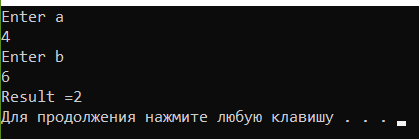 Enter a
4
Enter b
6
Result =2
Для продолжения нажмите любую клавишу . . .